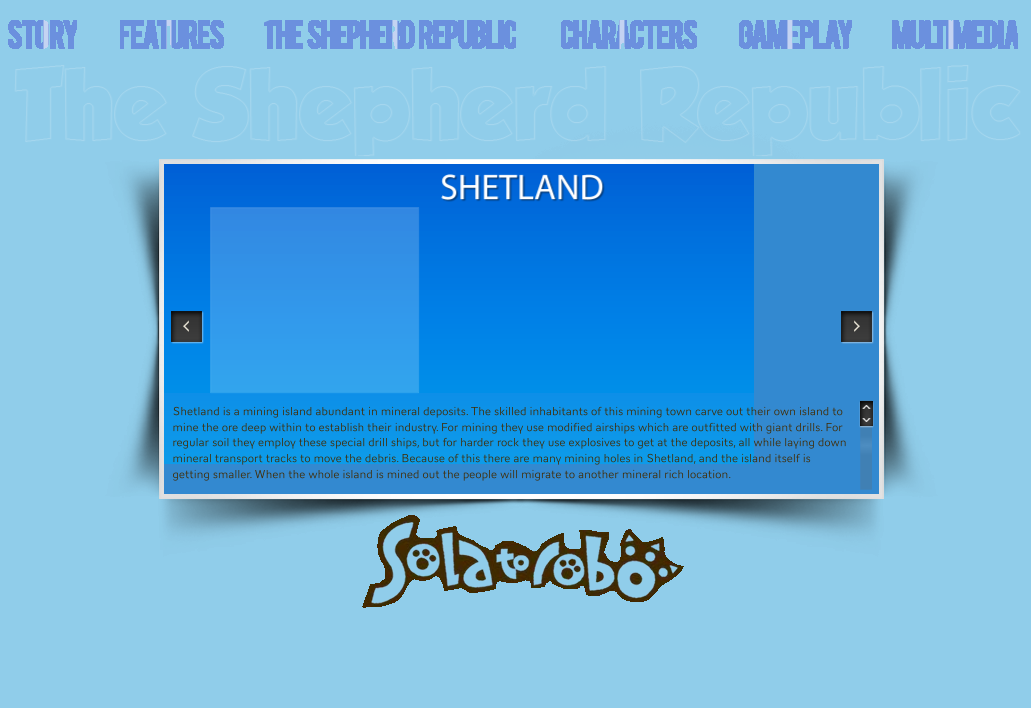 STORY FEATURES THE SHEPHERD REPUBLIC CHARACTERS GAMEPLAY MULTIMEDIA
The Shepherd Republic
SHETLAND
Shetland is a mining island abundant in mineral deposits. The skilled inhabitants of this mining town carve out their own island to
mine the ore deep within to establish their industry. For mining they use modified airships which are outfitted with giant drills. For
regular soil they employ these special drill ships, but for harder rock they use explosives to get at the deposits, all while laying down
mineral transport tracks to move the debris. Because of this there are many mining holes in Shetland, and the island itself is
getting smaller. When the whole island is mined out the people will migrate to another mineral rich location.
Solatorobo